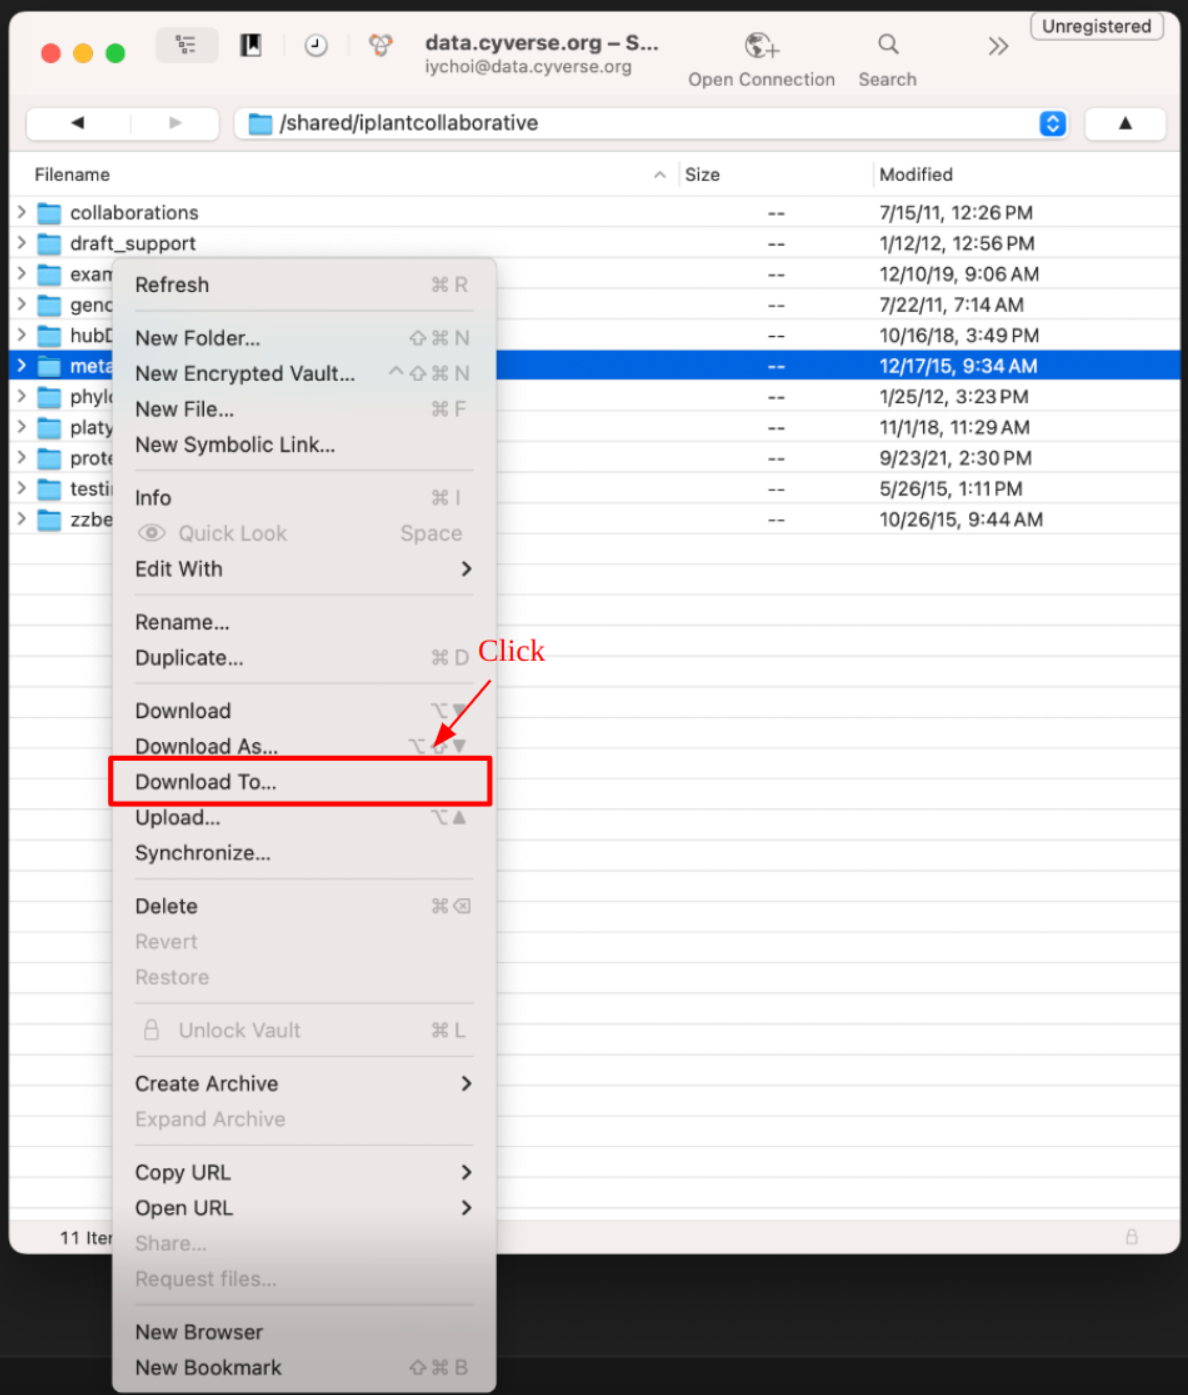 Unregistered
data.cyverse.org – S...
iychoi@data.cyverse.org
Open Connection
Search
/shared/iplantcollaborative
Filename Size Modified
collaborations -- 7/15/11, 12:26 PM
draft_support -- 1/12/12, 12:56 PM
exam -- 12/10/19, 9:06 AM
geno -- 7/22/11, 7:14 AM
hubD -- 10/16/18, 3:49 PM
meta -- 12/17/15, 9:34 AM
phylo -- 1/25/12, 3:23 PM
platy -- 11/1/18, 11:29 AM
prote -- 9/23/21, 2:30 PM
testi -- 5/26/15, 1:11 PM
zzbe -- 10/26/15, 9:44 AM
Refresh ⌘ R
New Folder... ⇧ ⌘ N
New Encrypted Vault... ^ ⇧ ⌘ N
New File... ⌘ F
New Symbolic Link...
Info ⌘ I
Quick Look Space
Edit With
Rename...
Duplicate... ⌘ D
Click
Download ⌥ ▼
Download As... ⌥ ⇧ ▼
Download To...
Upload... ⌥ ▲
Synchronize...
Delete ⌘ ⌫
Revert
Restore
Unlock Vault ⌘ L
Create Archive
Expand Archive
Copy URL
Open URL
11 Iter
Share...
Request files...
New Browser
New Bookmark ⇧ ⌘ B